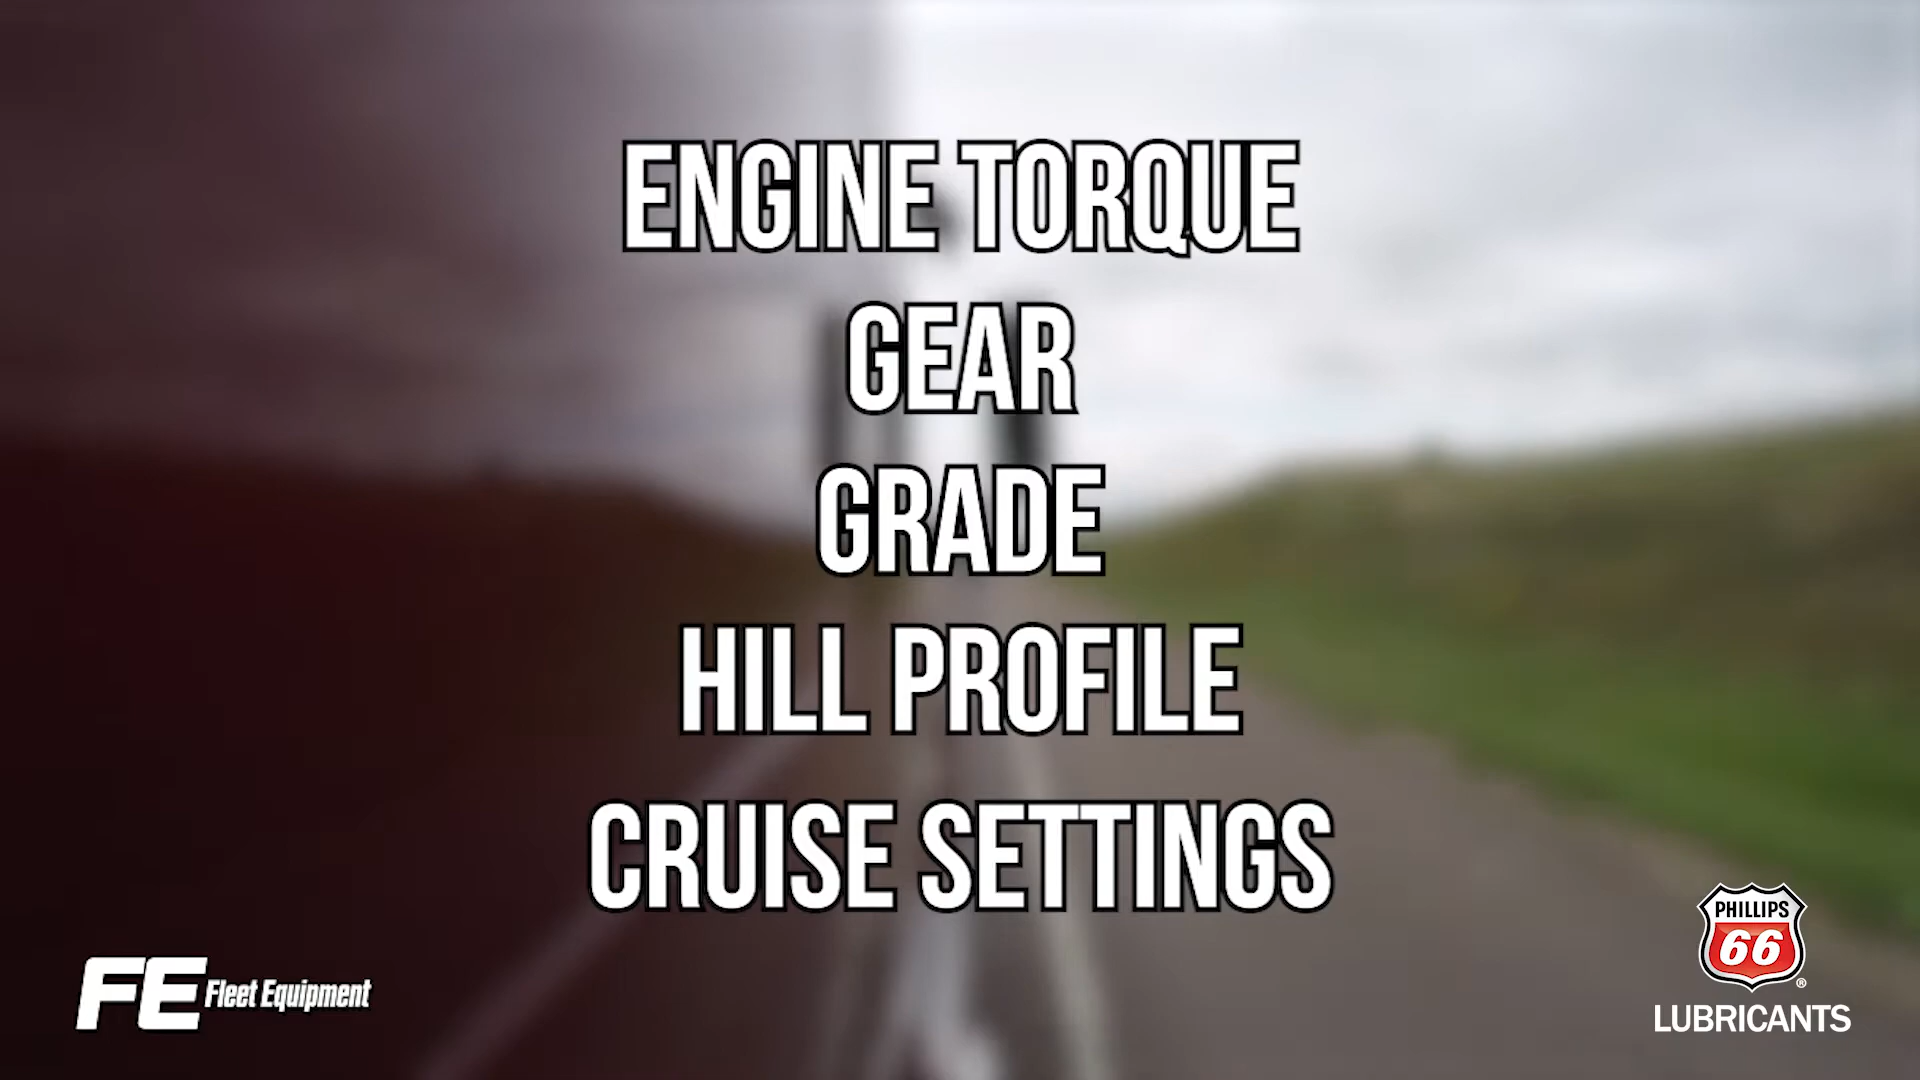 ENGINE TORQUE
GEAR
GRADE
HILL PROFILE
CRUISE SETTINGS
FE Fleet Equipment
PHILLIPS
66
®
LUBRICANTS